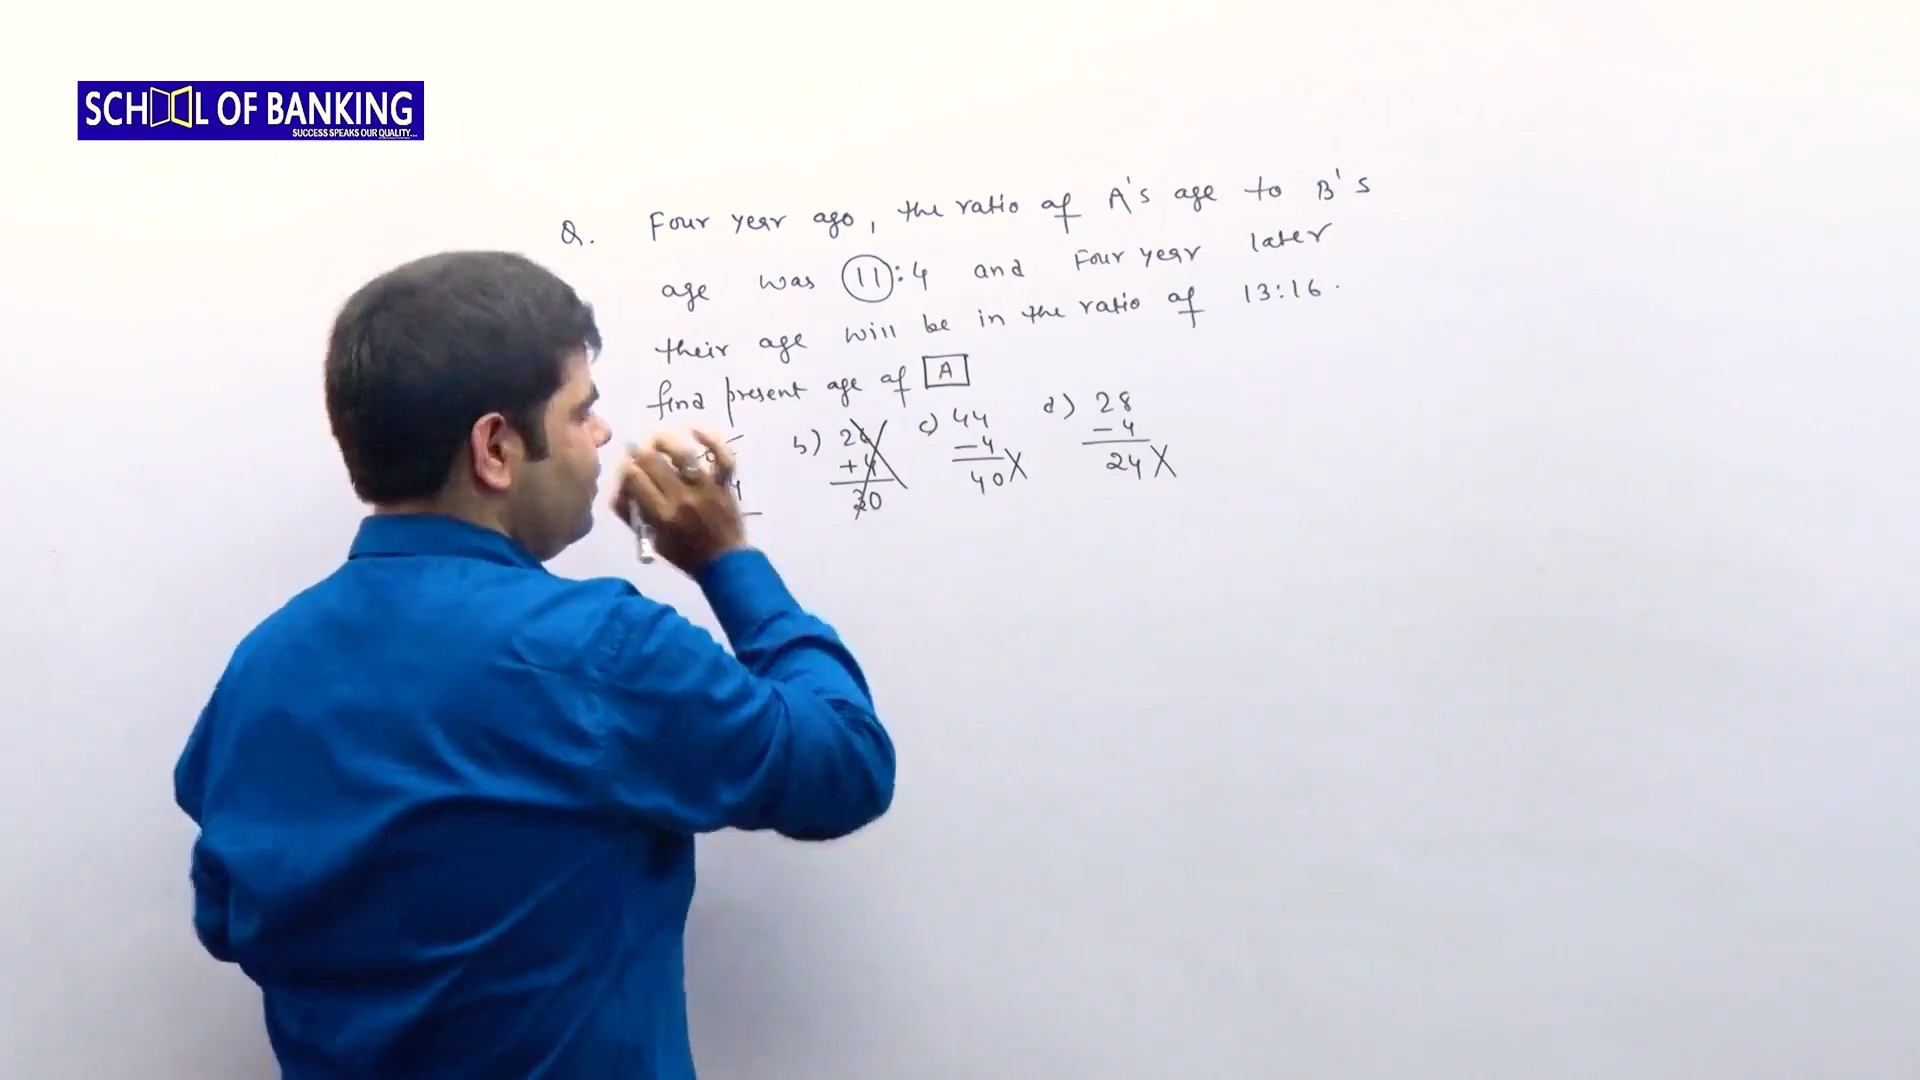 SCHOOL OF BANKING
SUCCESS SPEAKS OUR QUALITY...
Q. Four year ago, the ratio of A's age to B's
age was 11:4 and Four year later
their age will be in the ratio of 13:16.
find present age of A
b) c) 44 d) 28
+4 -4 -4
40 24